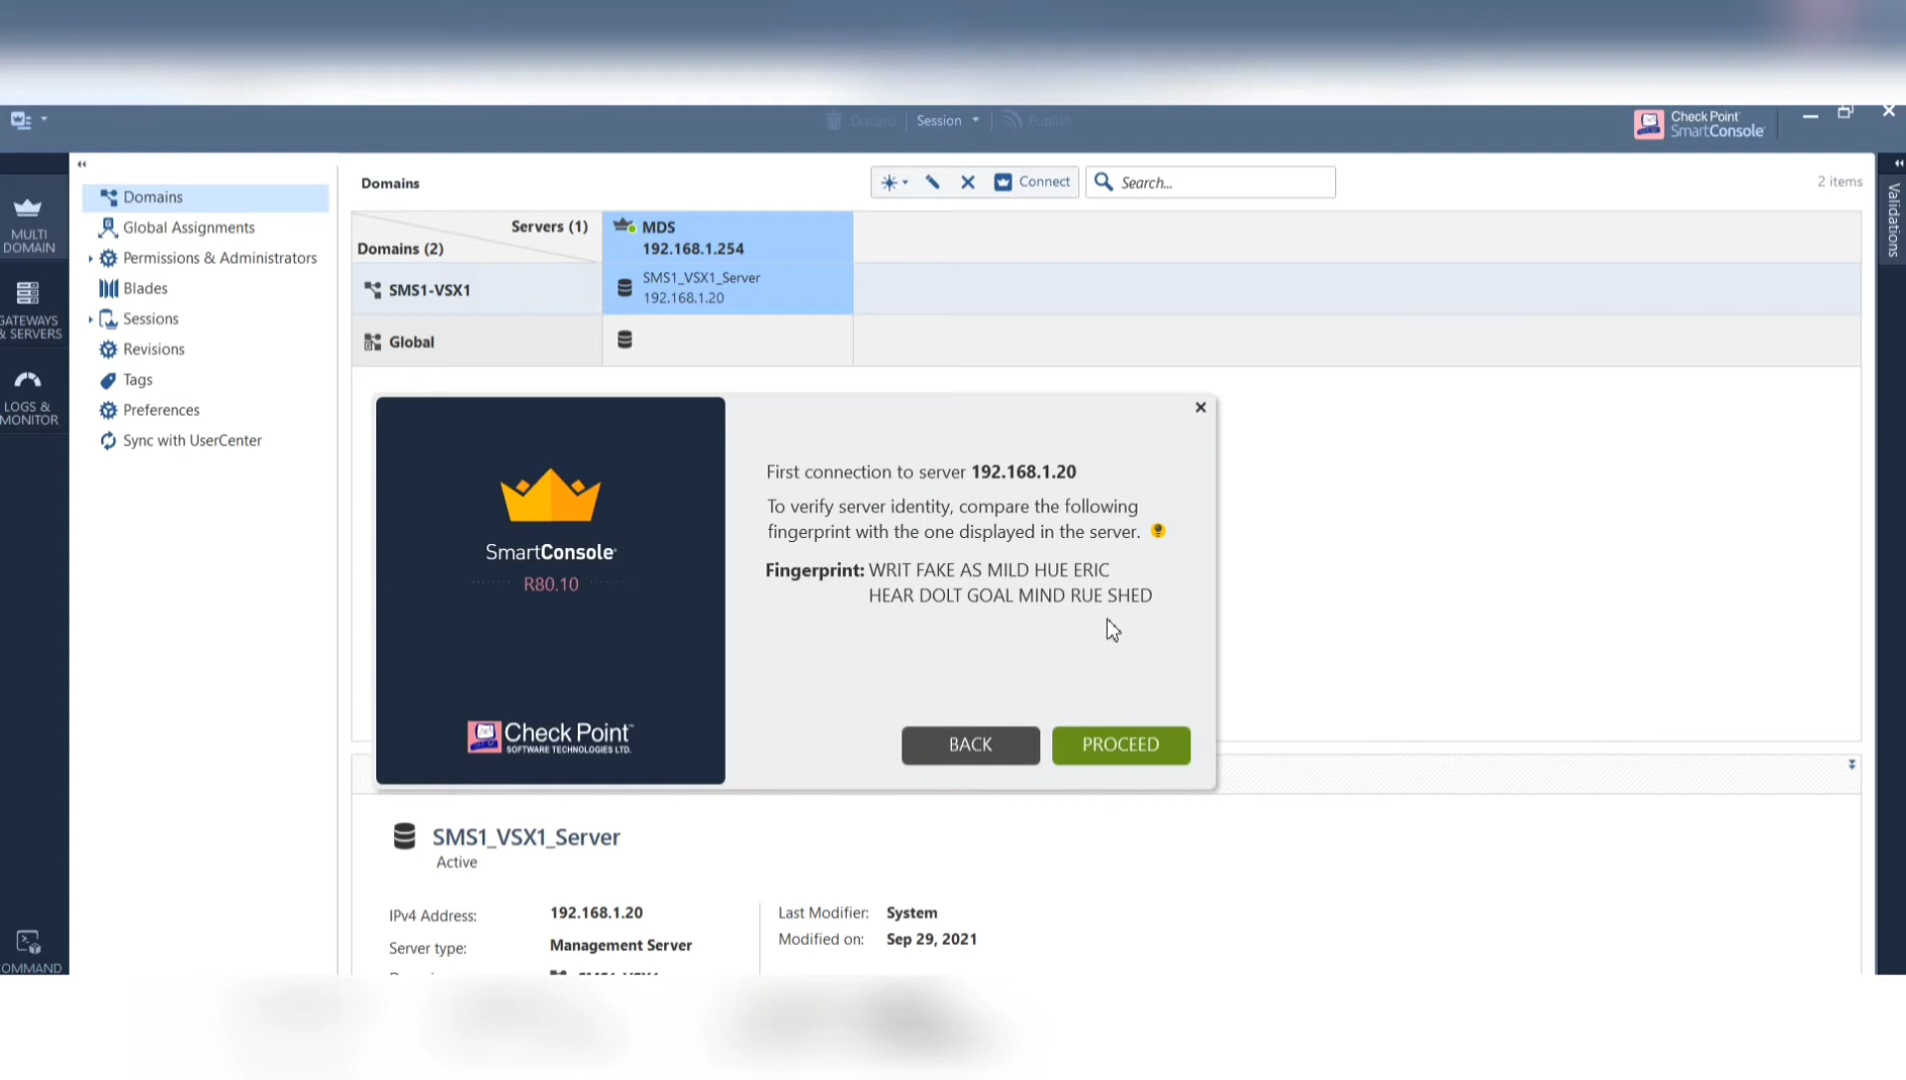 Discard
Session
Publish
Check Point
SmartConsole
MULTI
DOMAIN
GATEWAYS
& SERVERS
LOGS &
MONITOR
COMMAND
Domains
Global Assignments
Permissions & Administrators
Blades
Sessions
Revisions
Tags
Preferences
Sync with UserCenter
Domains
Connect
Search...
2 items
Validations
Servers (1)
Domains (2)
MDS
192.168.1.254
SMS1-VSX1
SMS1_VSX1_Server
192.168.1.20
Global
SmartConsole
R80.10
Check Point™
SOFTWARE TECHNOLOGIES LTD.
First connection to server 192.168.1.20
To verify server identity, compare the following
fingerprint with the one displayed in the server.
Fingerprint: WRIT FAKE AS MILD HUE ERIC
HEAR DOLT GOAL MIND RUE SHED
BACK
PROCEED
SMS1_VSX1_Server
Active
IPv4 Address: 192.168.1.20
Server type: Management Server
Last Modifier: System
Modified on: Sep 29, 2021